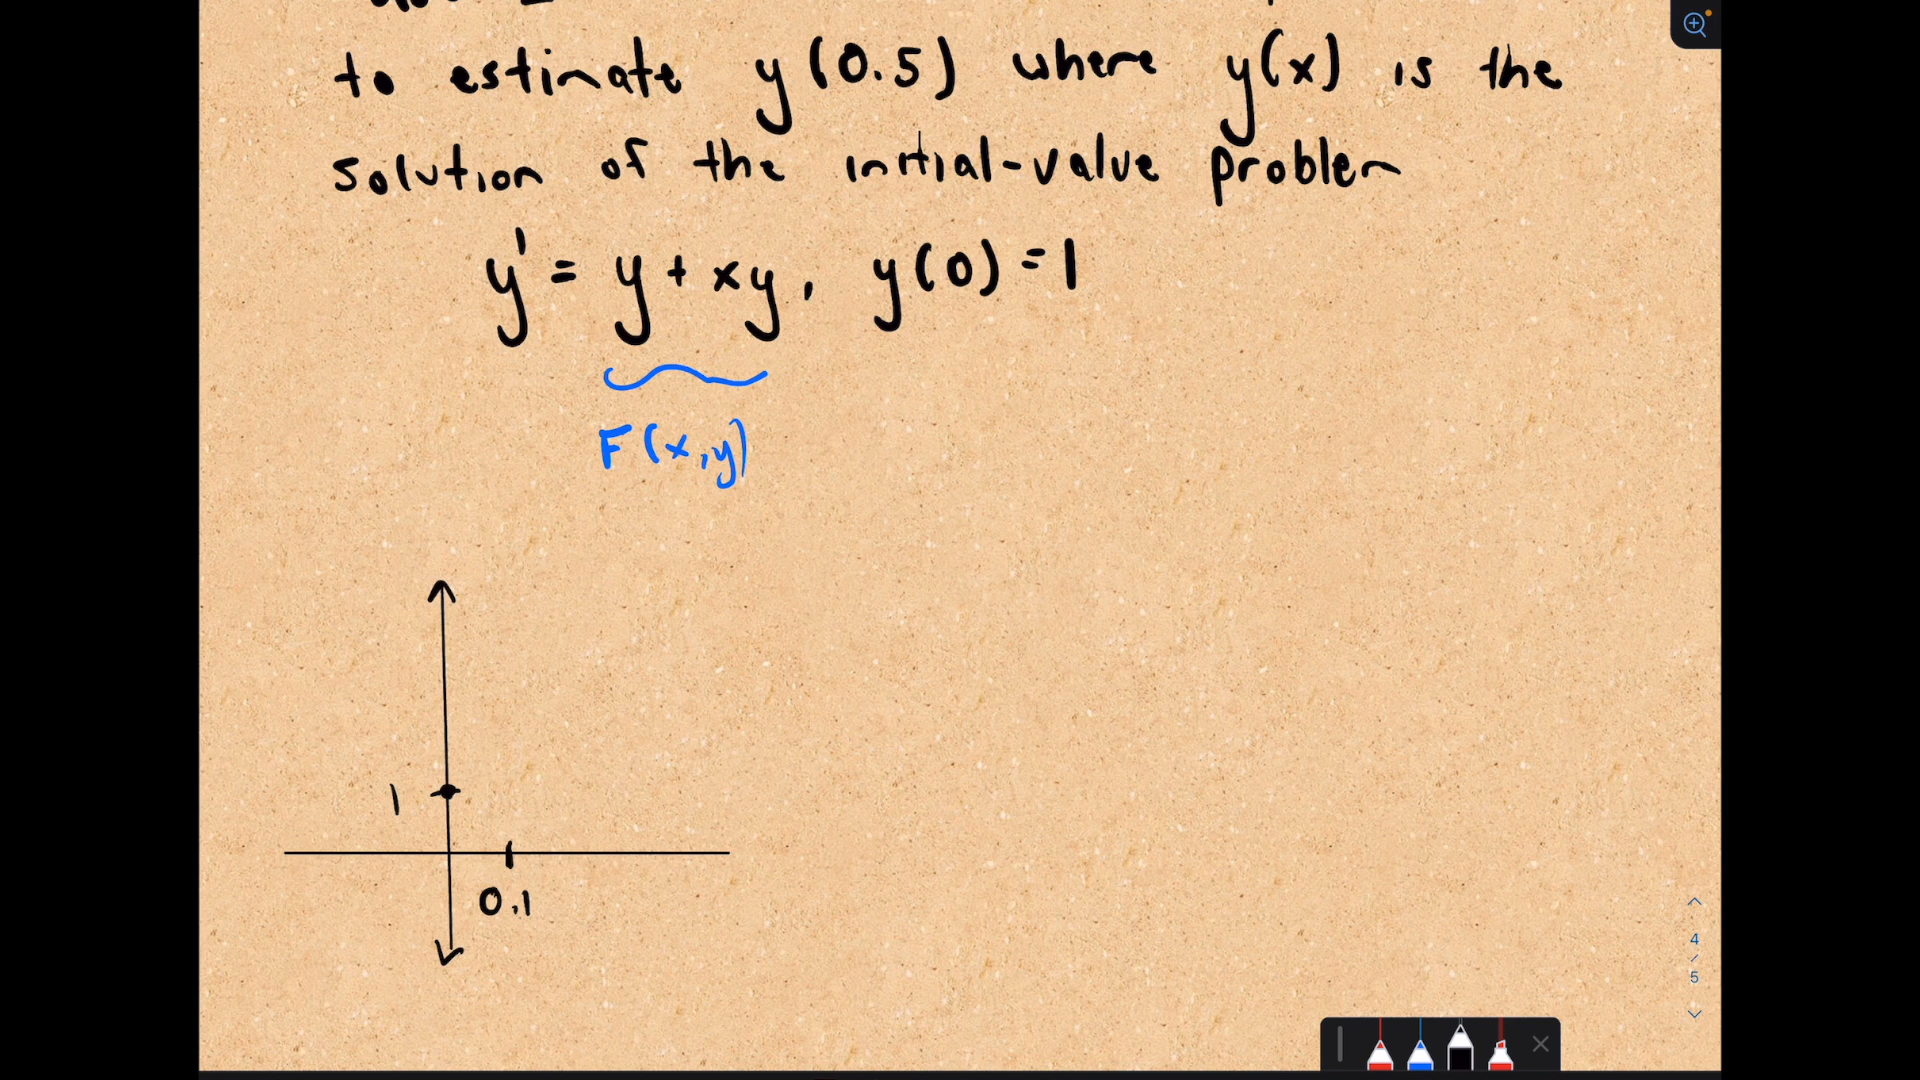 to estimate y(0.5) where y(x) is the
solution of the initial-value problem
y' = y + xy, y(0) = 1
F(x,y)
1
0.1
4
/
5